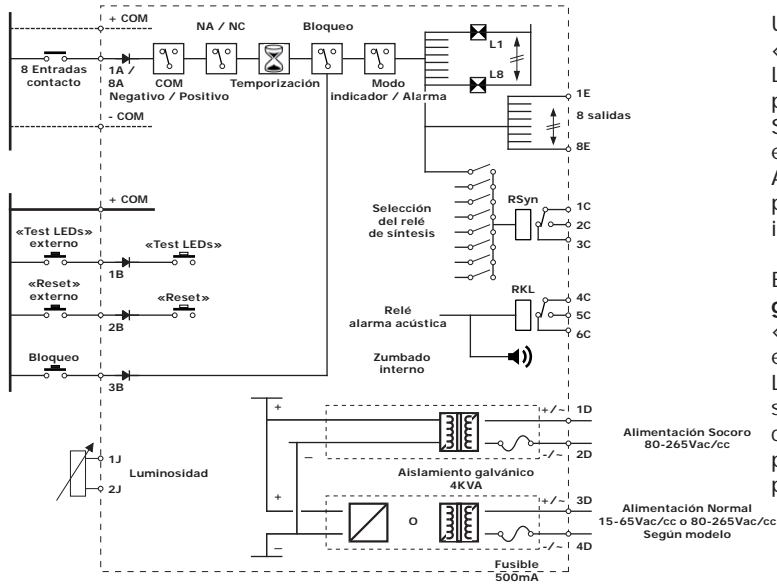 + COM
NA / NC
Bloqueo
8 Entradas
contacto
1A /
8A
COM
Negativo / Positivo
Temporización
Modo
indicador / Alarma
L1
L8
- COM
1E
8 salidas
8E
+ COM
«Test LEDs»
externo
«Test LEDs»
1B
«Reset»
externo
«Reset»
2B
Bloqueo
3B
Selección
del relé
de síntesis
RSyn
1C
2C
3C
RKL
4C
5C
6C
Relé
alarma acústica
Zumbado
interno
+
+/~ 1D
Alimentación Socoro
80-265Vac/cc
–
-/~ 2D
Aislamiento galvánico
4KVA
1J
2J
Luminosidad
+
O
+/~ 3D
Alimentación Normal
15-65Vac/cc o 80-265Vac/cc
Según modelo
–
-/~ 4D
Fusible
500mA